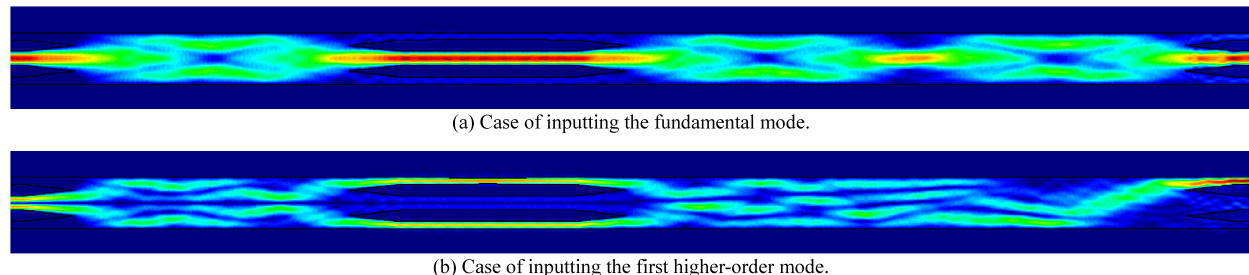 (a) Case of inputting the fundamental mode.
(b) Case of inputting the first higher-order mode.